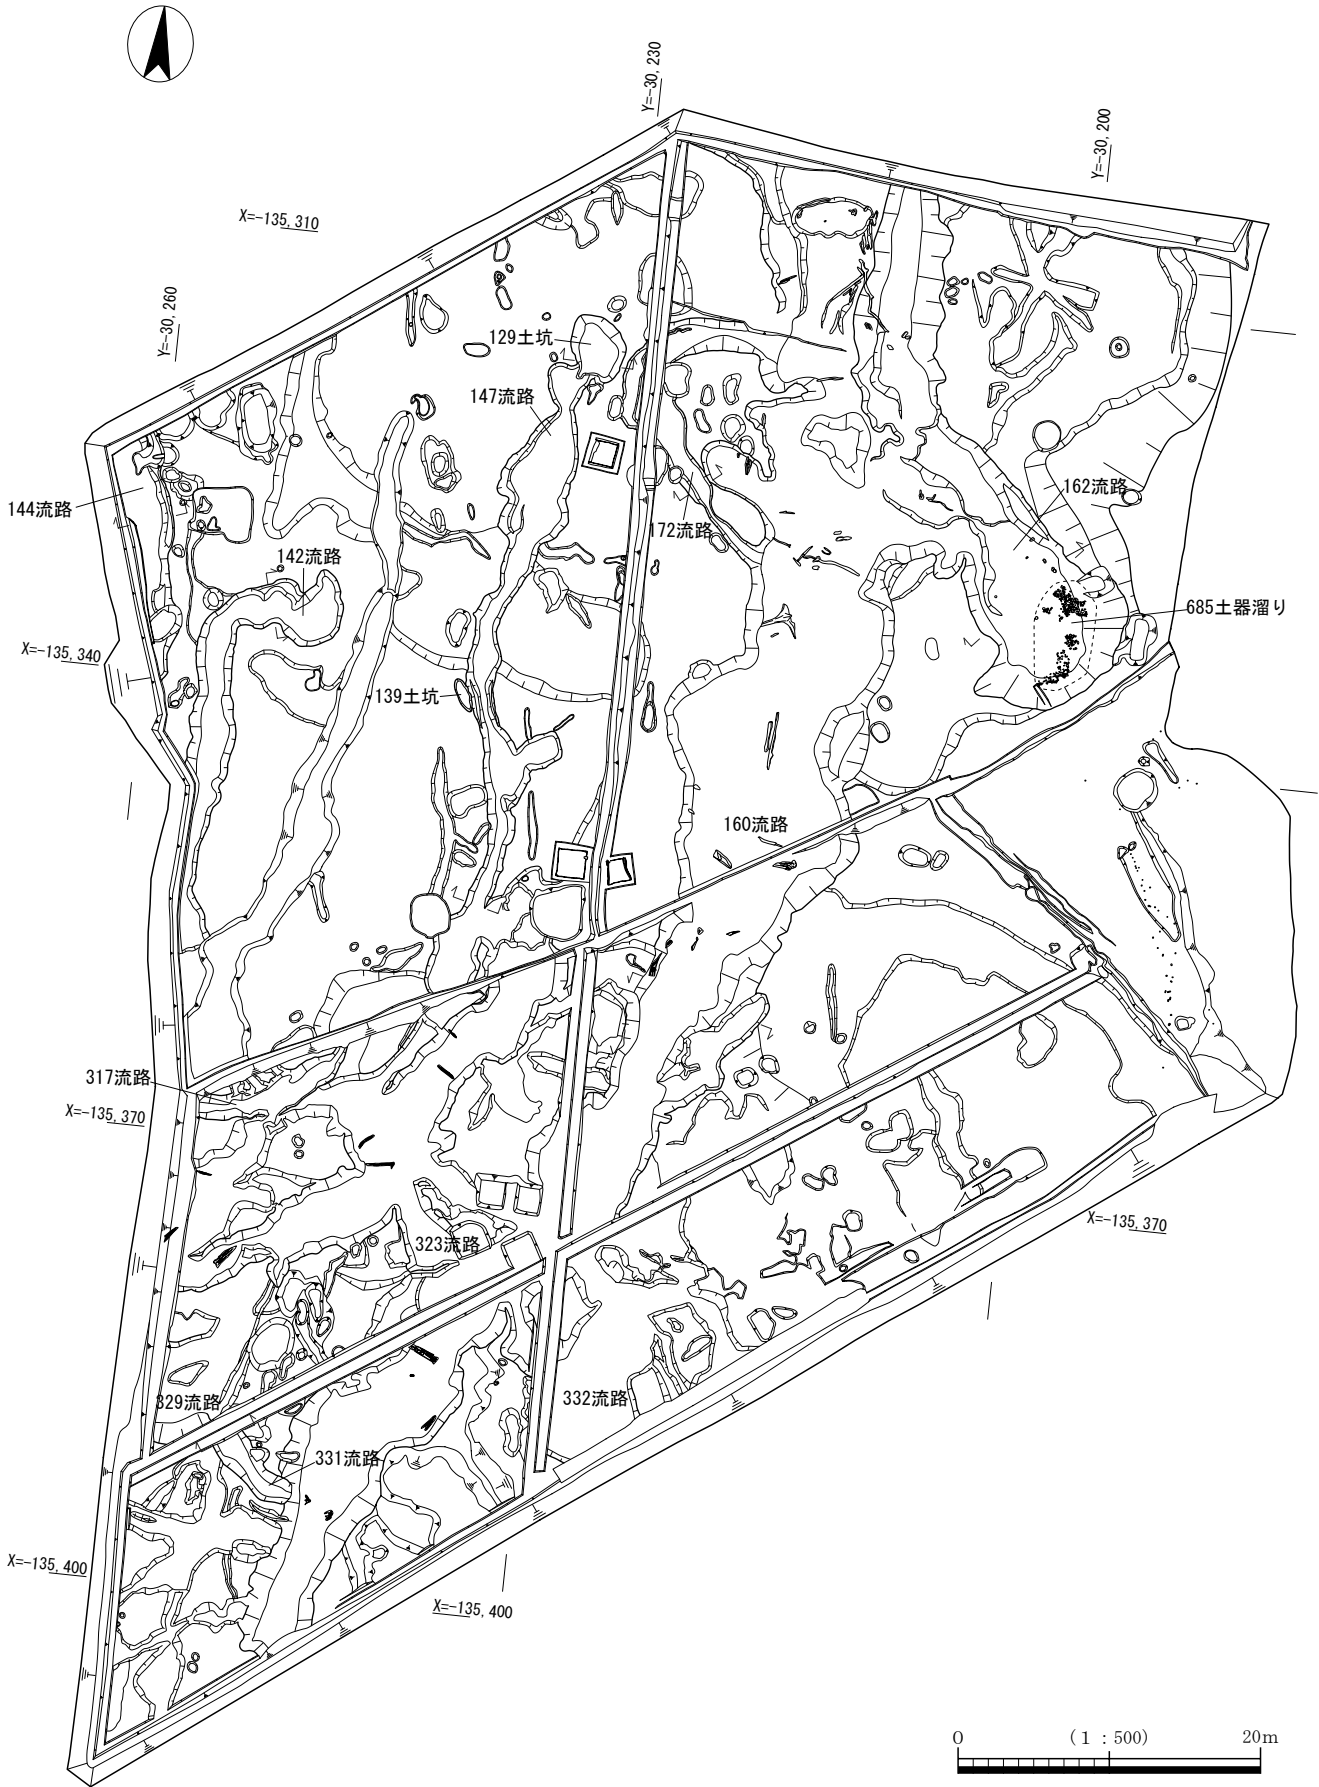 Y=-30, 230
Y=-30, 200
X=-135, 310
Y=-30, 260
129土坑
147流路
162流路
144流路
172流路
142流路
685土器溜り
X=-135, 340
139土坑
160流路
317流路
X=-135, 370
X=-135, 370
323流路
329流路
332流路
331流路
X=-135, 400
X=-135, 400
0 (1：500) 20m